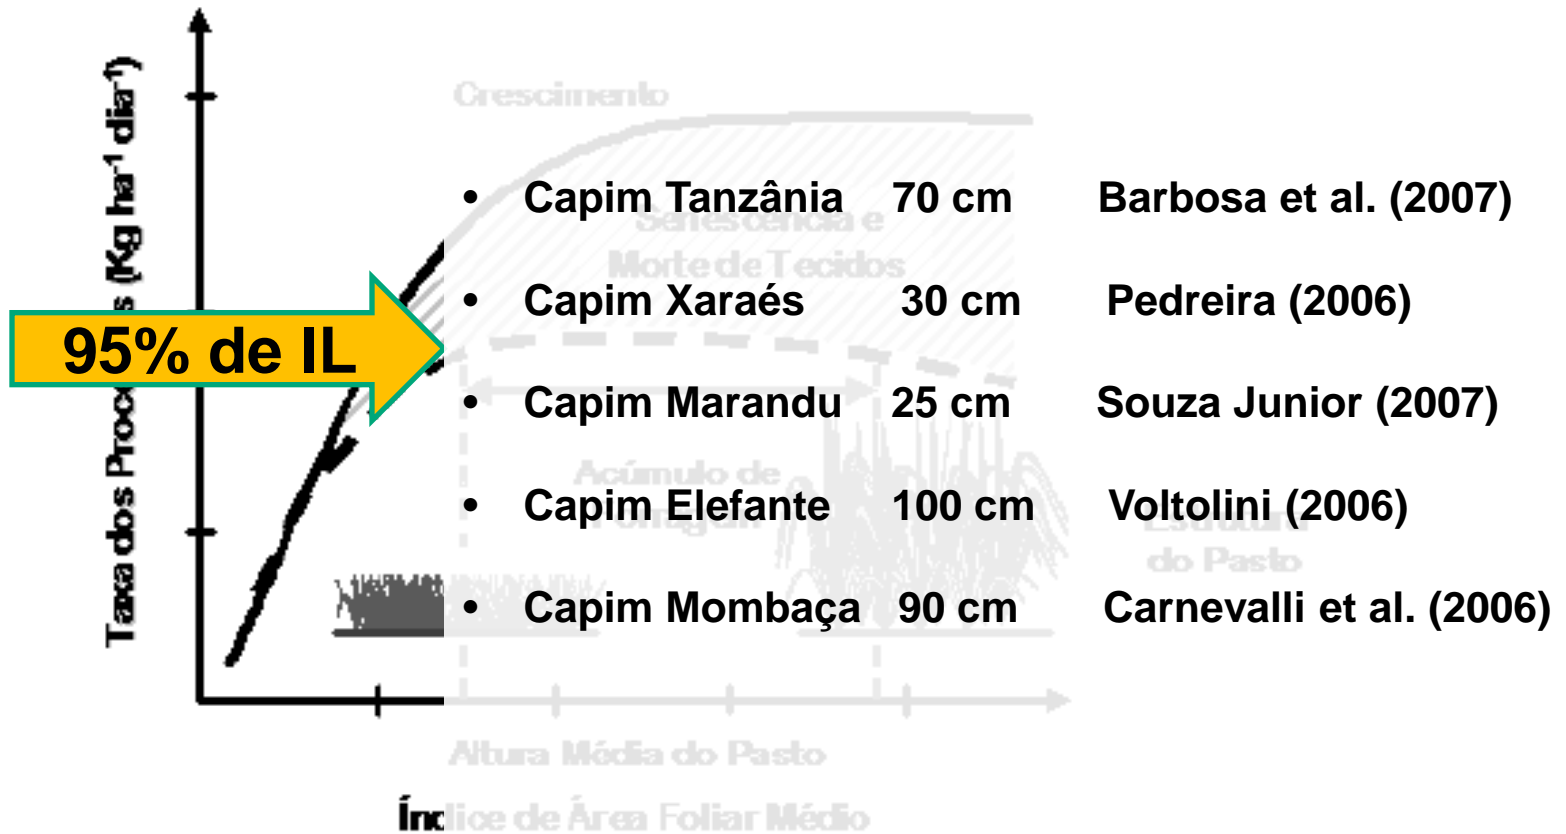 Taxa dos Processos (Kg ha⁻¹ dia⁻¹)
Crescimento
• Capim Tanzânia 70 cm Barbosa et al. (2007)
Senescência e
Morte de Tecidos
• Capim Xaraés 30 cm Pedreira (2006)
95% de IL
• Capim Marandu 25 cm Souza Junior (2007)
Acúmulo de
Forragem
• Capim Elefante 100 cm Voltolini (2006)
Estrutura
do Pasto
• Capim Mombaça 90 cm Carnevalli et al. (2006)
Altura Média do Pasto
Índice de Área Foliar Médio